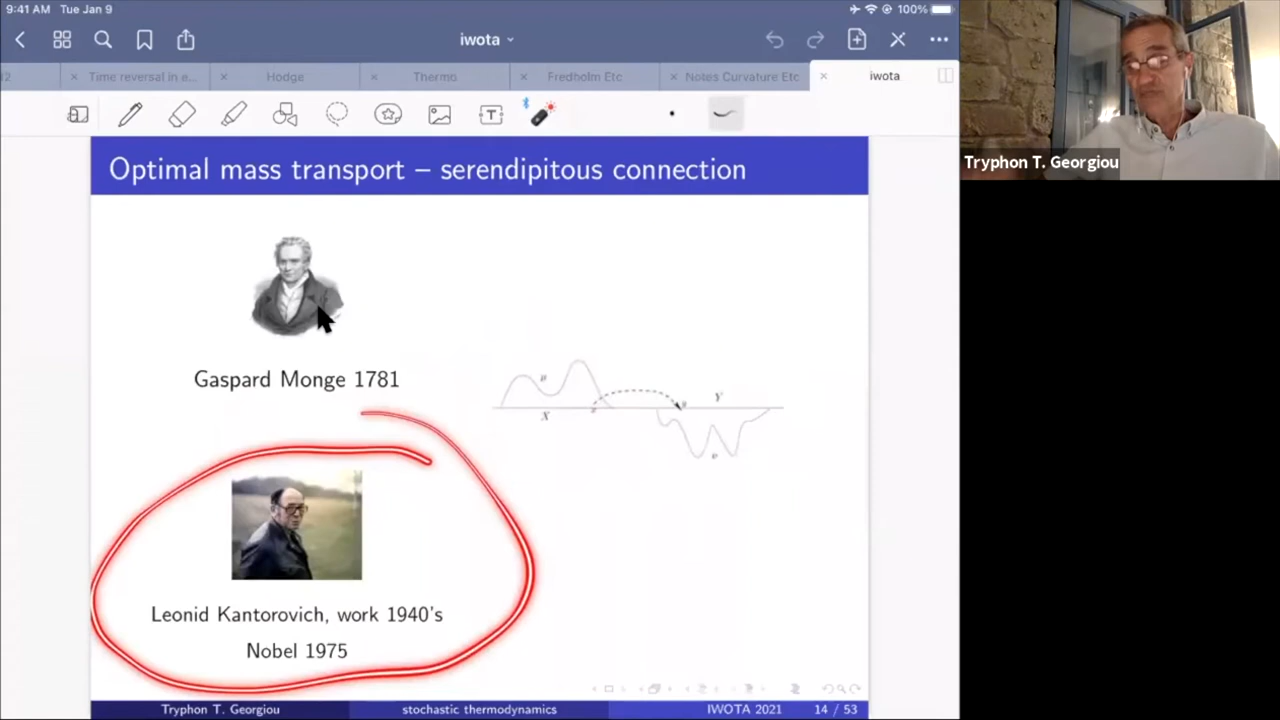 9:41 AM Tue Jan 9
100%
iwota
Time reversal in e...
Hodge
Thermo
Fredholm Etc
Notes Curvature Etc
iwota
T
Optimal mass transport – serendipitous connection
Tryphon T. Georgiou
Gaspard Monge 1781
μ
X
x
Y
y
ν
Leonid Kantorovich, work 1940's
Nobel 1975
Tryphon T. Georgiou
stochastic thermodynamics
IWOTA 2021
14 / 53